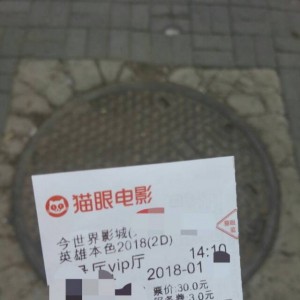 猫眼电影
今世界影城(
英雄本色2018(2D)
厅vip厅 14:10
2018-01
票价:30.0元
服务费:3.0元